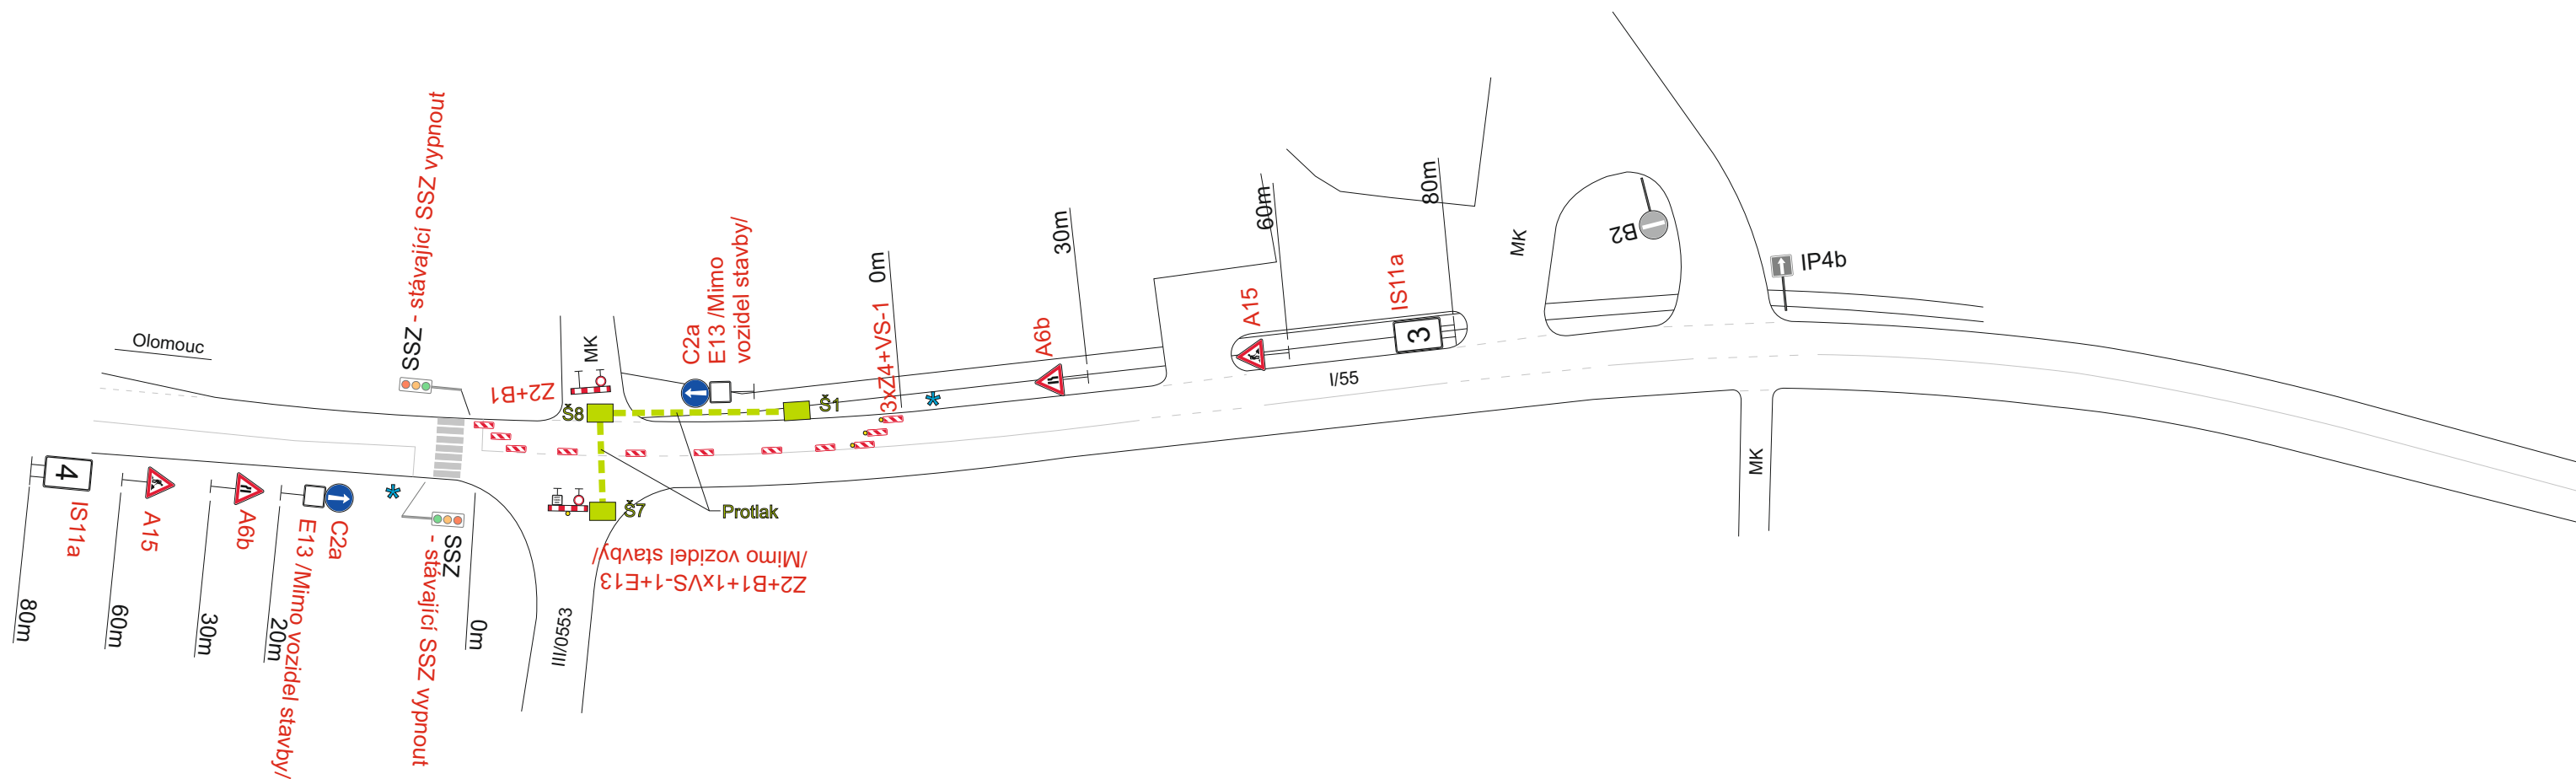 Olomouc
SSZ - stávající SSZ vypnout
Z2+B1
MK
C2a
E13 /Mimo
vozidel stavby/
0m
3xZ4+VS-1
30m
A6b
60m
A15
80m
IS11a
3
I/55
MK
B2
IP4b
MK
Š8
Š1
Š7
Protlak
/Mimo vozidel stavby/
Z2+B1+1xVS-1+E13
III/0553
4
IS11a
80m
A15
60m
A6b
30m
C2a
E13 /Mimo vozidel stavby/
20m
SSZ
- stávající SSZ vypnout
0m